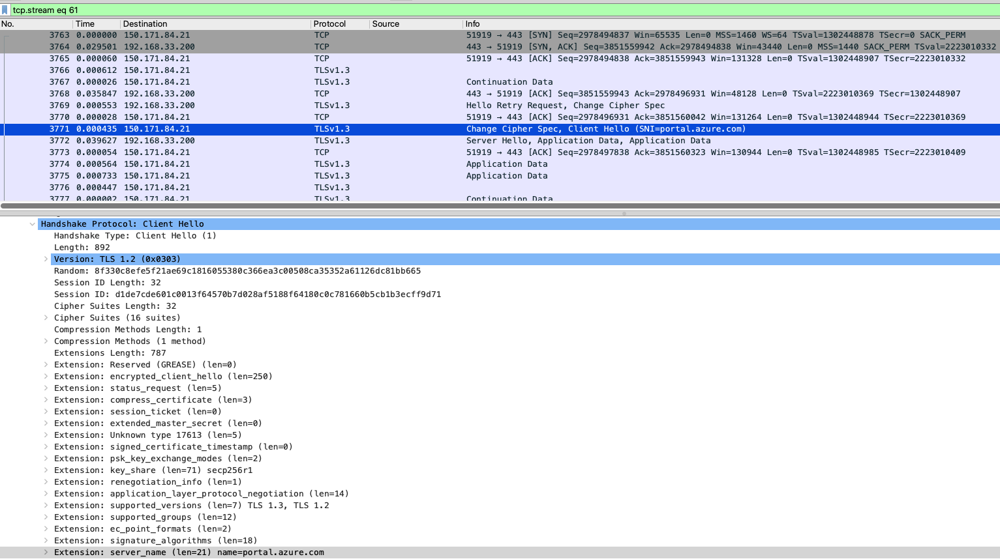 tcp.stream eq 61
No. Time Destination Protocol Source Info
3763 0.000000 150.171.84.21 TCP 51919 → 443 [SYN] Seq=2978494837 Win=65535 Len=0 MSS=1460 WS=64 TSval=1302448878 TSecr=0 SACK_PERM
3764 0.029501 192.168.33.200 TCP 443 → 51919 [SYN, ACK] Seq=3851559942 Ack=2978494838 Win=43440 Len=0 MSS=1440 SACK_PERM TSval=2223010332
3765 0.000060 150.171.84.21 TCP 51919 → 443 [ACK] Seq=2978494838 Ack=3851559943 Win=131328 Len=0 TSval=1302448907 TSecr=2223010332
3766 0.000612 150.171.84.21 TLSv1.3
3767 0.000026 150.171.84.21 TLSv1.3 Continuation Data
3768 0.035847 192.168.33.200 TCP 443 → 51919 [ACK] Seq=3851559943 Ack=2978496931 Win=48128 Len=0 TSval=2223010369 TSecr=1302448907
3769 0.000553 192.168.33.200 TLSv1.3 Hello Retry Request, Change Cipher Spec
3770 0.000028 150.171.84.21 TCP 51919 → 443 [ACK] Seq=2978496931 Ack=3851560042 Win=131264 Len=0 TSval=1302448944 TSecr=2223010369
3771 0.000435 150.171.84.21 TLSv1.3 Change Cipher Spec, Client Hello (SNI=portal.azure.com)
3772 0.039627 192.168.33.200 TLSv1.3 Server Hello, Application Data, Application Data
3773 0.000054 150.171.84.21 TCP 51919 → 443 [ACK] Seq=2978497838 Ack=3851560323 Win=130944 Len=0 TSval=1302448985 TSecr=2223010409
3774 0.000564 150.171.84.21 TLSv1.3 Application Data
3775 0.000733 150.171.84.21 TLSv1.3 Application Data
3776 0.000447 150.171.84.21 TLSv1.3
3777 0.000002 150.171.84.21 TLSv1.3 Continuation Data
Handshake Protocol: Client Hello
Handshake Type: Client Hello (1)
Length: 892
Version: TLS 1.2 (0x0303)
Random: 8f330c8efe5f21ae69c1816055380c366ea3c00508ca35352a61126dc81bb665
Session ID Length: 32
Session ID: d1de7cde601c0013f64570b7d028af5188f64180c0c781660b5cb1b3ecff9d71
Cipher Suites Length: 32
Cipher Suites (16 suites)
Compression Methods Length: 1
Compression Methods (1 method)
Extensions Length: 787
Extension: Reserved (GREASE) (len=0)
Extension: encrypted_client_hello (len=250)
Extension: status_request (len=5)
Extension: compress_certificate (len=3)
Extension: session_ticket (len=0)
Extension: extended_master_secret (len=0)
Extension: Unknown type 17613 (len=5)
Extension: signed_certificate_timestamp (len=0)
Extension: psk_key_exchange_modes (len=2)
Extension: key_share (len=71) secp256r1
Extension: renegotiation_info (len=1)
Extension: application_layer_protocol_negotiation (len=14)
Extension: supported_versions (len=7) TLS 1.3, TLS 1.2
Extension: supported_groups (len=12)
Extension: ec_point_formats (len=2)
Extension: signature_algorithms (len=18)
Extension: server_name (len=21) name=portal.azure.com